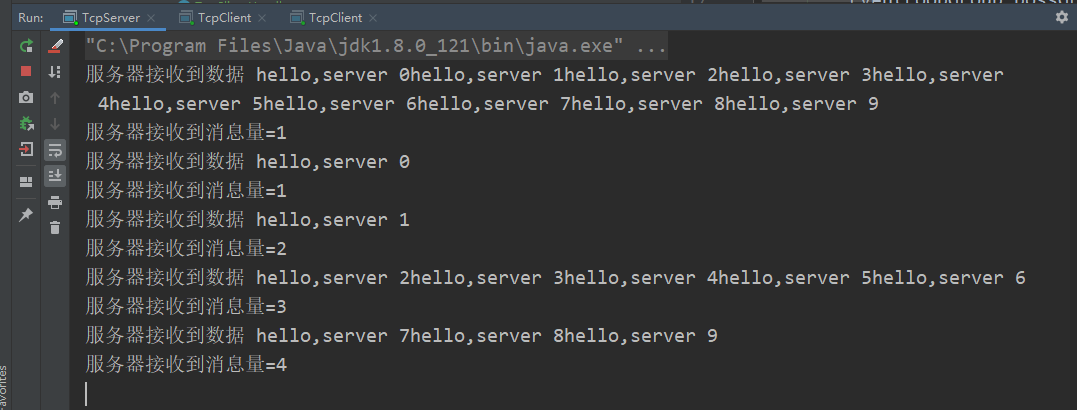 Run:
TcpServer
TcpClient
TcpClient
"C:\Program Files\Java\jdk1.8.0_121\bin\java.exe" ...
服务器接收到数据 hello,server 0hello,server 1hello,server 2hello,server 3hello,server
4hello,server 5hello,server 6hello,server 7hello,server 8hello,server 9
服务器接收到消息量=1
服务器接收到数据 hello,server 0
服务器接收到消息量=1
服务器接收到数据 hello,server 1
服务器接收到消息量=2
服务器接收到数据 hello,server 2hello,server 3hello,server 4hello,server 5hello,server 6
服务器接收到消息量=3
服务器接收到数据 hello,server 7hello,server 8hello,server 9
服务器接收到消息量=4